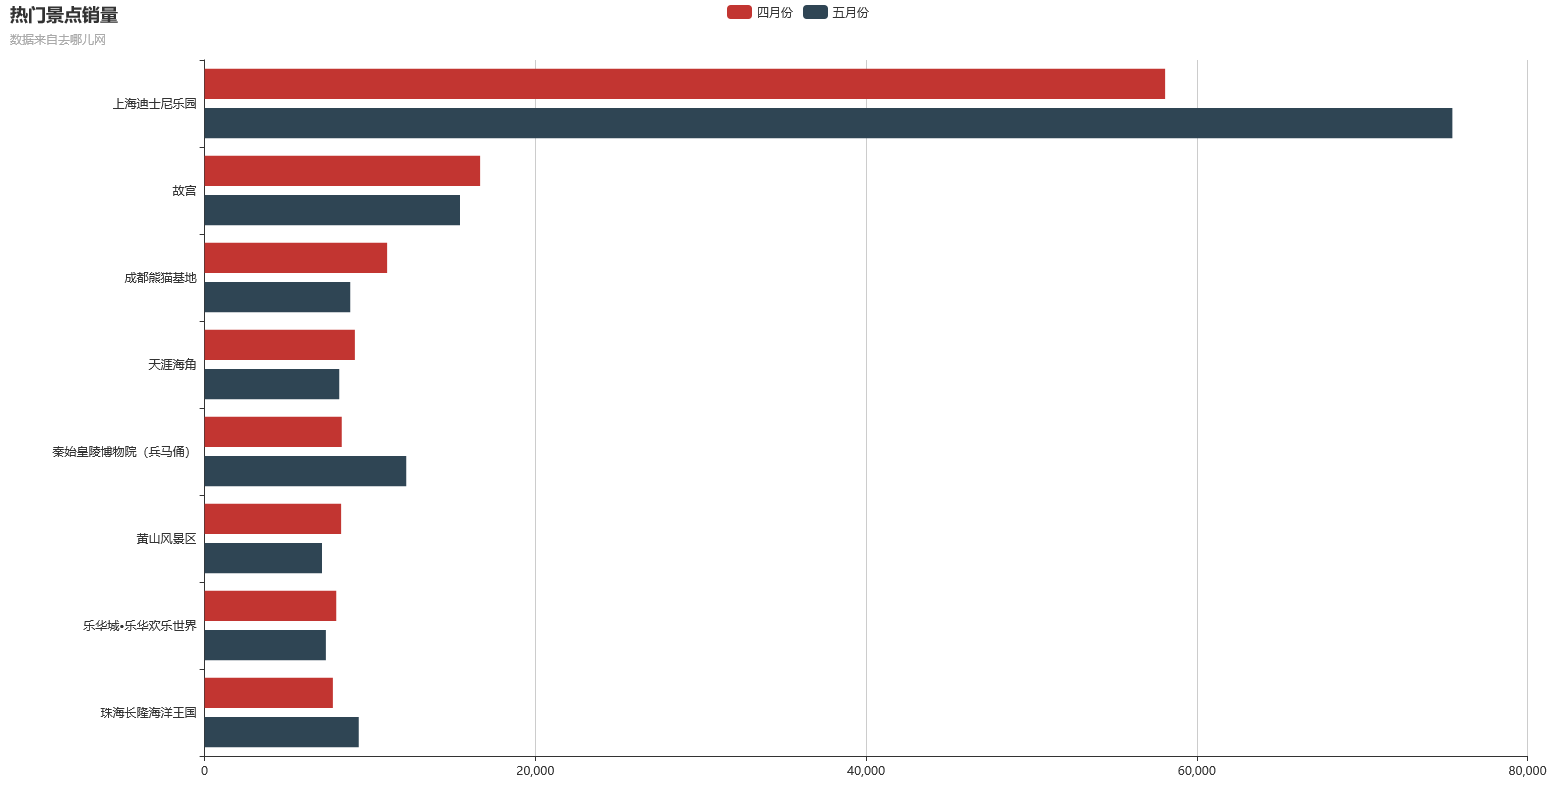 热门景点销量
数据来自去哪儿网
四月份 五月份
上海迪士尼乐园
故宫
成都熊猫基地
天涯海角
秦始皇陵博物院（兵马俑）
黄山风景区
乐华城•乐华欢乐世界
珠海长隆海洋王国
0 20,000 40,000 60,000 80,000